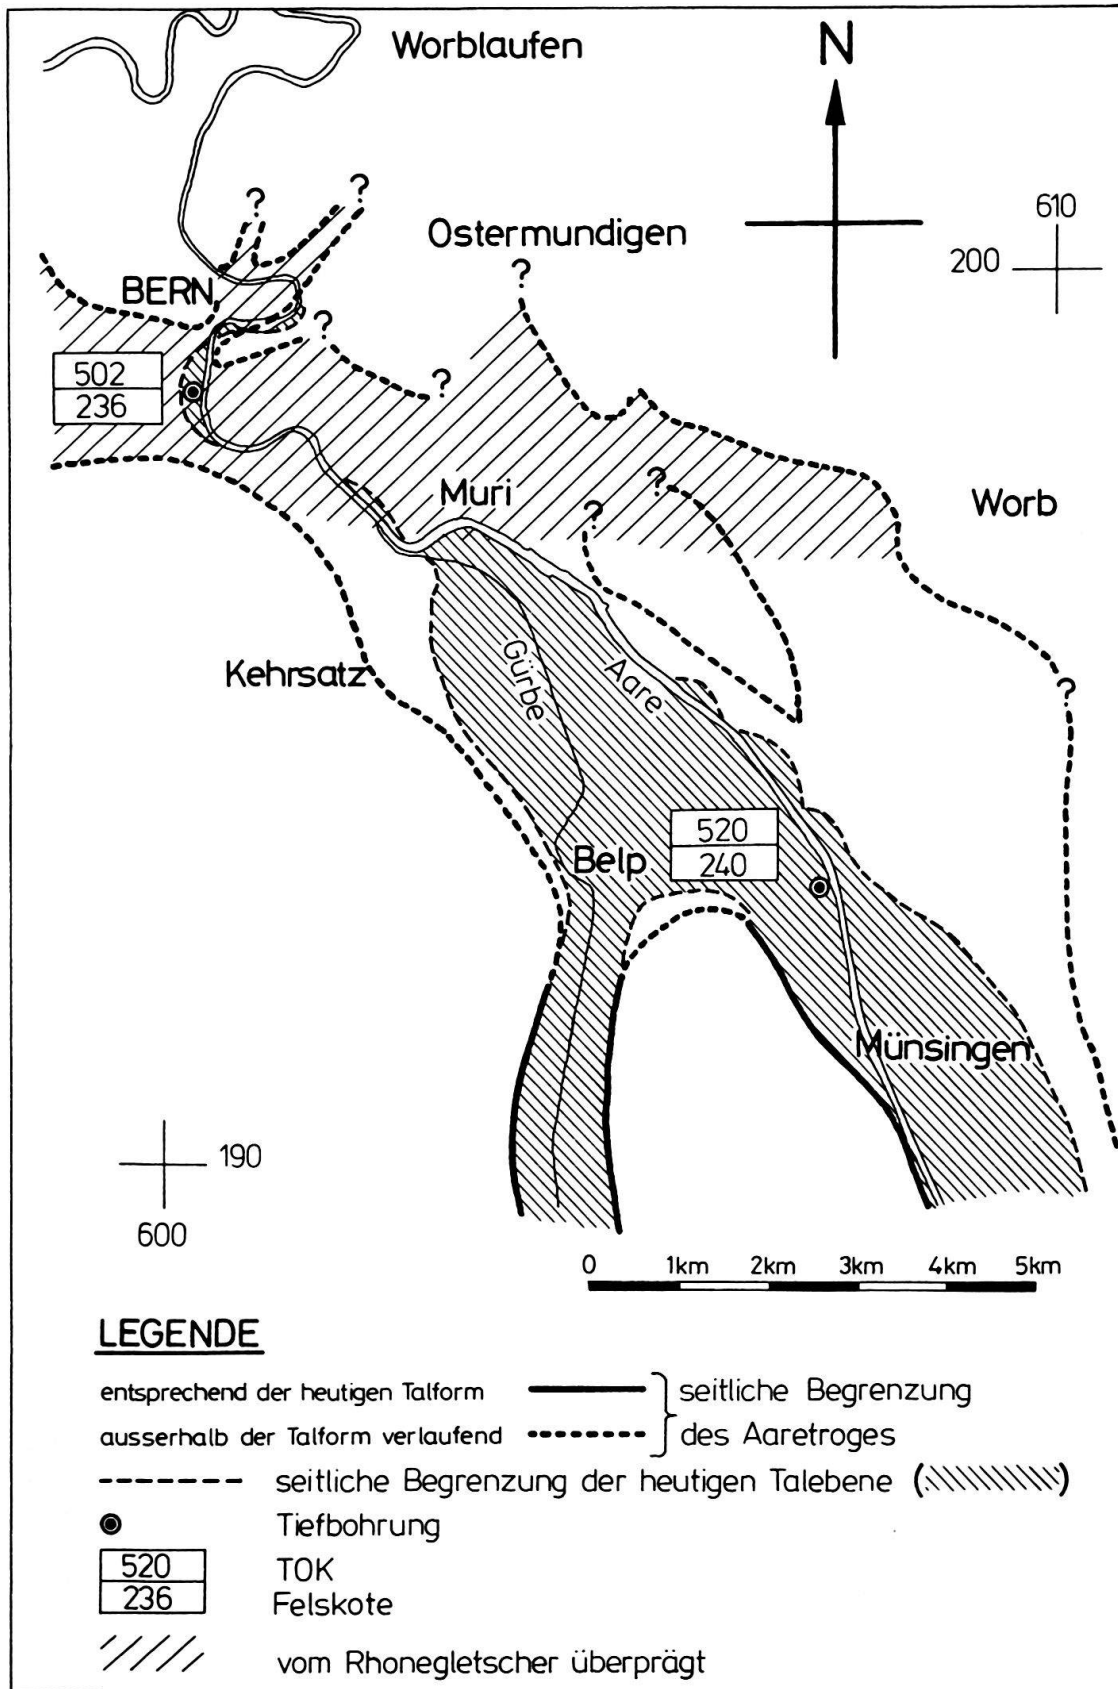 Worblaufen
N
?
?
610
Ostermundigen
200
?
BERN
?
502
236
?
?
Muri
?
Worb
Gürbe
Aare
Kehrsatz
?
520
240
Belp
Münsingen
190
600
0 1km 2km 3km 4km 5km
LEGENDE
entsprechend der heutigen Talform
seitliche Begrenzung
ausserhalb der Talform verlaufend
des Aaretroges
seitliche Begrenzung der heutigen Talebene ( )
Tiefbohrung
520 TOK
236 Felskote
vom Rhonegletscher überprägt